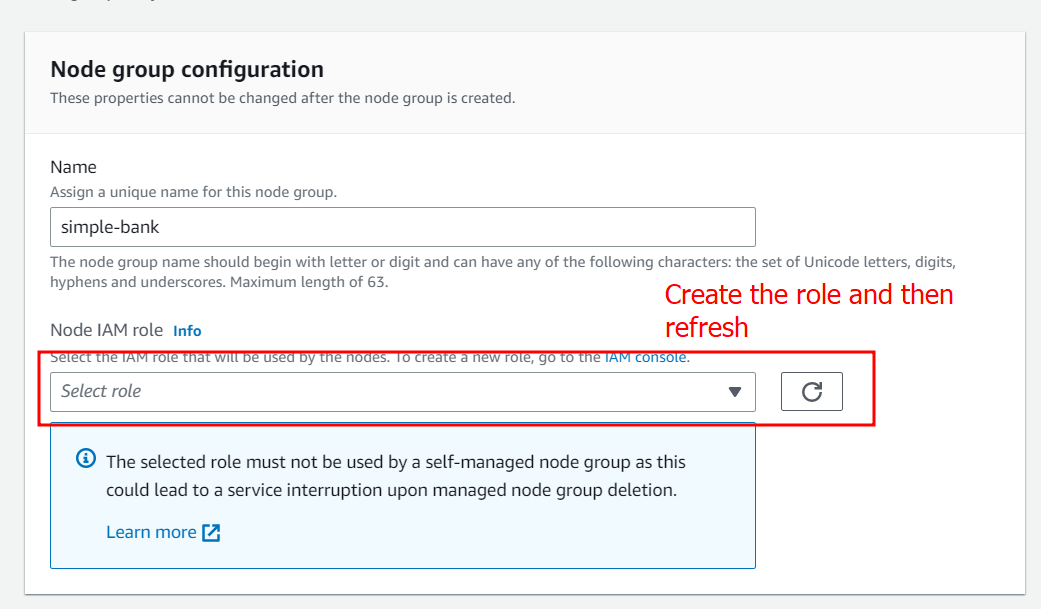 Node group configuration
These properties cannot be changed after the node group is created.
Name
Assign a unique name for this node group.
simple-bank
The node group name should begin with letter or digit and can have any of the following characters: the set of Unicode letters, digits,
hyphens and underscores. Maximum length of 63.
Create the role and then
refresh
Node IAM role Info
Select the IAM role that will be used by the nodes. To create a new role, go to the IAM console.
Select role
The selected role must not be used by a self-managed node group as this
could lead to a service interruption upon managed node group deletion.
Learn more